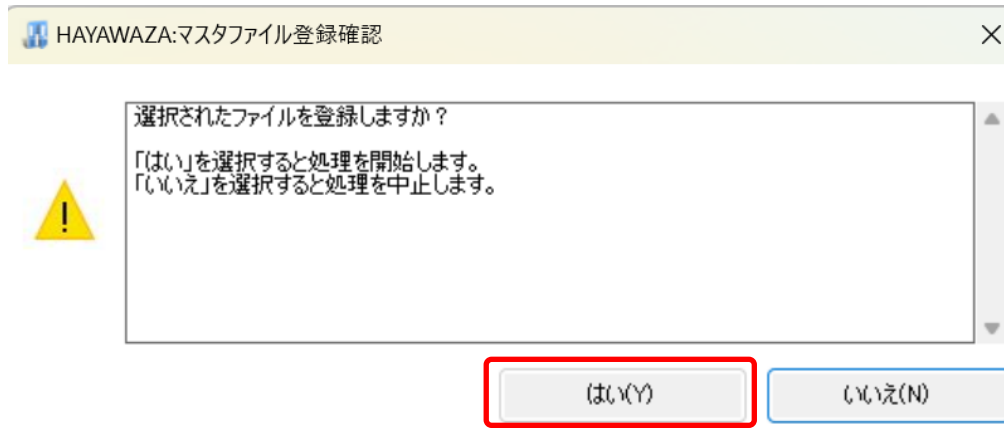 HAYAWAZA:マスタファイル登録確認
選択されたファイルを登録しますか？
「はい」を選択すると処理を開始します。
「いいえ」を選択すると処理を中止します。
はい(Y) いいえ(N)